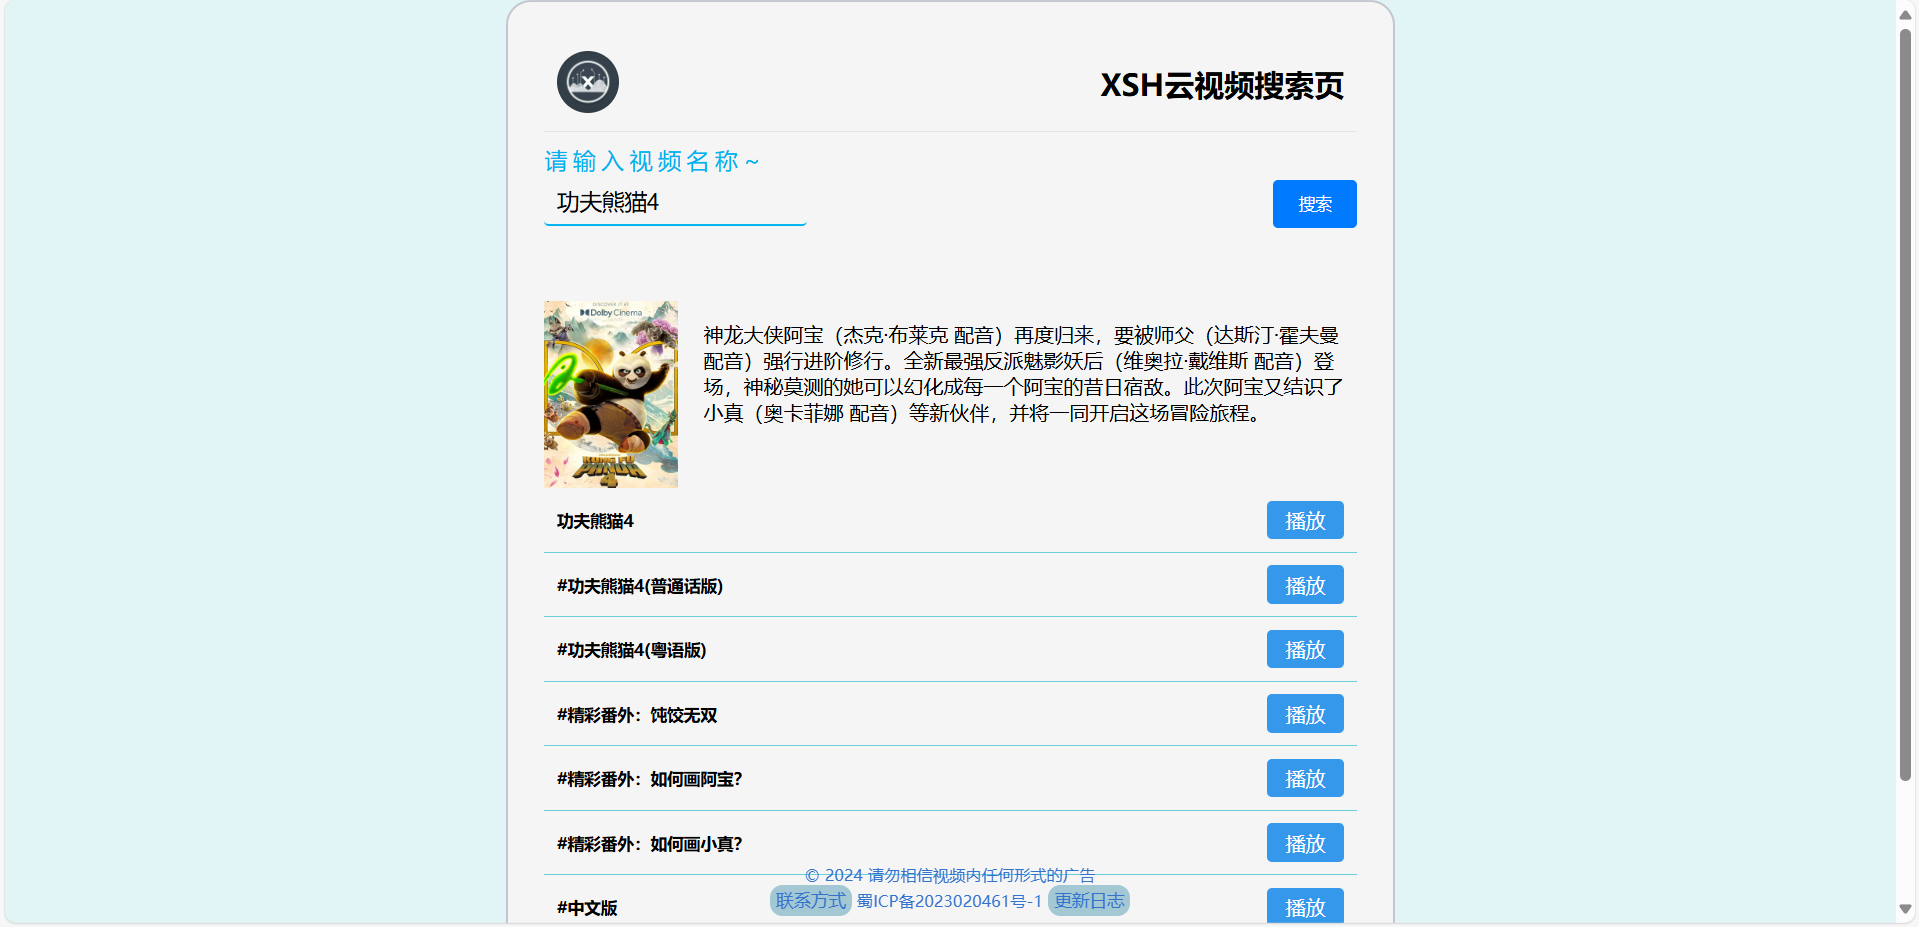 X
XSH云视频搜索页
请输入视频名称~
功夫熊猫4
搜索
DISCOVER IT AT
Dolby Cinema
KUNG FU
PANDA
4
神龙大侠阿宝（杰克·布莱克 配音）再度归来，要被师父（达斯汀·霍夫曼
配音）强行进阶修行。全新最强反派魅影妖后（维奥拉·戴维斯 配音）登
场，神秘莫测的她可以幻化成每一个阿宝的昔日宿敌。此次阿宝又结识了
小真（奥卡菲娜 配音）等新伙伴，并将一同开启这场冒险旅程。
功夫熊猫4 播放
#功夫熊猫4(普通话版) 播放
#功夫熊猫4(粤语版) 播放
#精彩番外：饨饺无双 播放
#精彩番外：如何画阿宝? 播放
#精彩番外：如何画小真? 播放
© 2024 请勿相信视频内任何形式的广告
联系方式 蜀ICP备2023020461号-1 更新日志
#中文版 播放